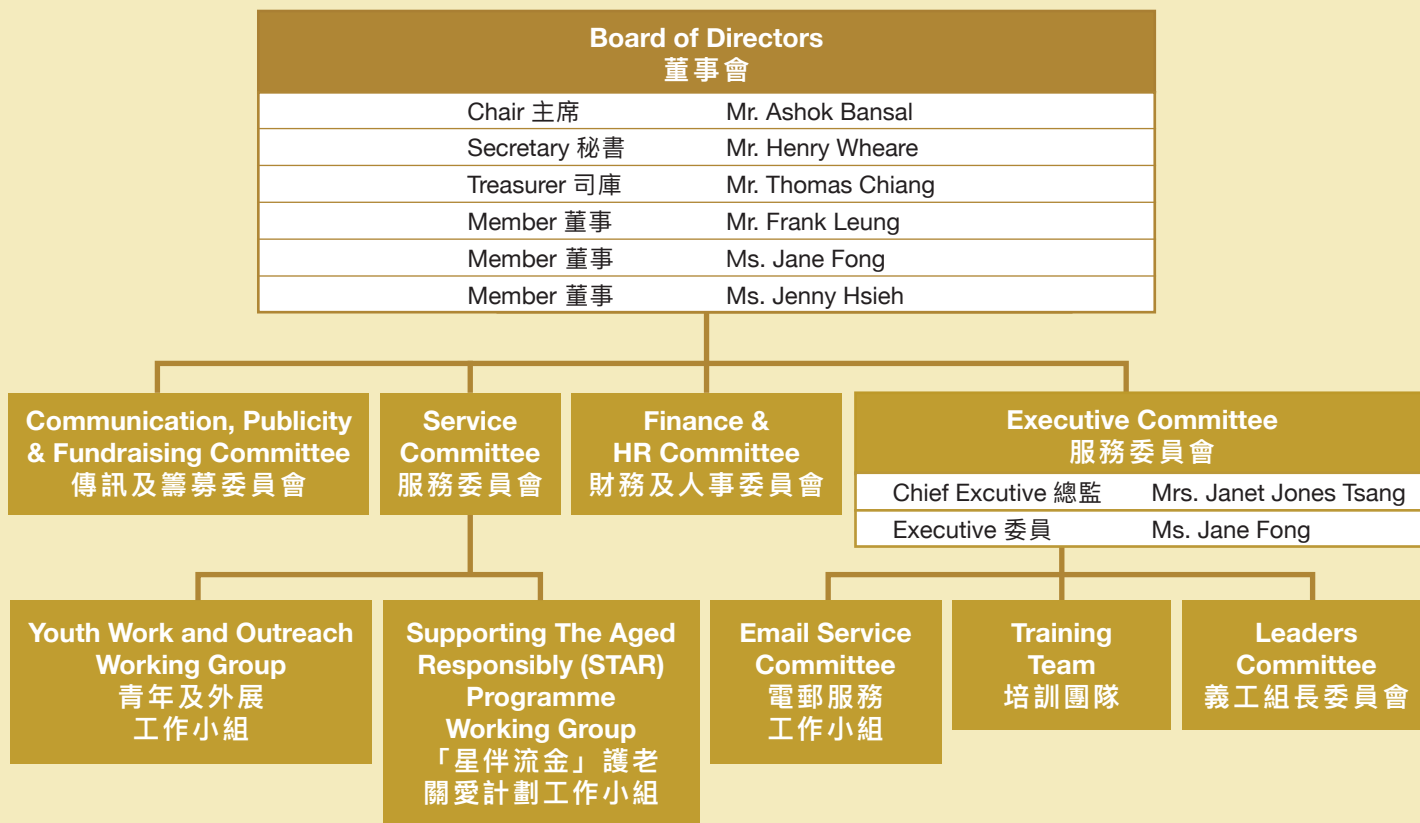 Board of Directors
董事會
Chair 主席 Mr. Ashok Bansal
Secretary 秘書 Mr. Henry Wheare
Treasurer 司庫 Mr. Thomas Chiang
Member 董事 Mr. Frank Leung
Member 董事 Ms. Jane Fong
Member 董事 Ms. Jenny Hsieh
Communication, Publicity
& Fundraising Committee
傳訊及籌募委員會
Service
Committee
服務委員會
Finance &
HR Committee
財務及人事委員會
Executive Committee
服務委員會
Chief Excutive 總監 Mrs. Janet Jones Tsang
Executive 委員 Ms. Jane Fong
Youth Work and Outreach
Working Group
青年及外展
工作小組
Supporting The Aged
Responsibly (STAR)
Programme
Working Group
「星伴流金」護老
關愛計劃工作小組
Email Service
Committee
電郵服務
工作小組
Training
Team
培訓團隊
Leaders
Committee
義工組長委員會